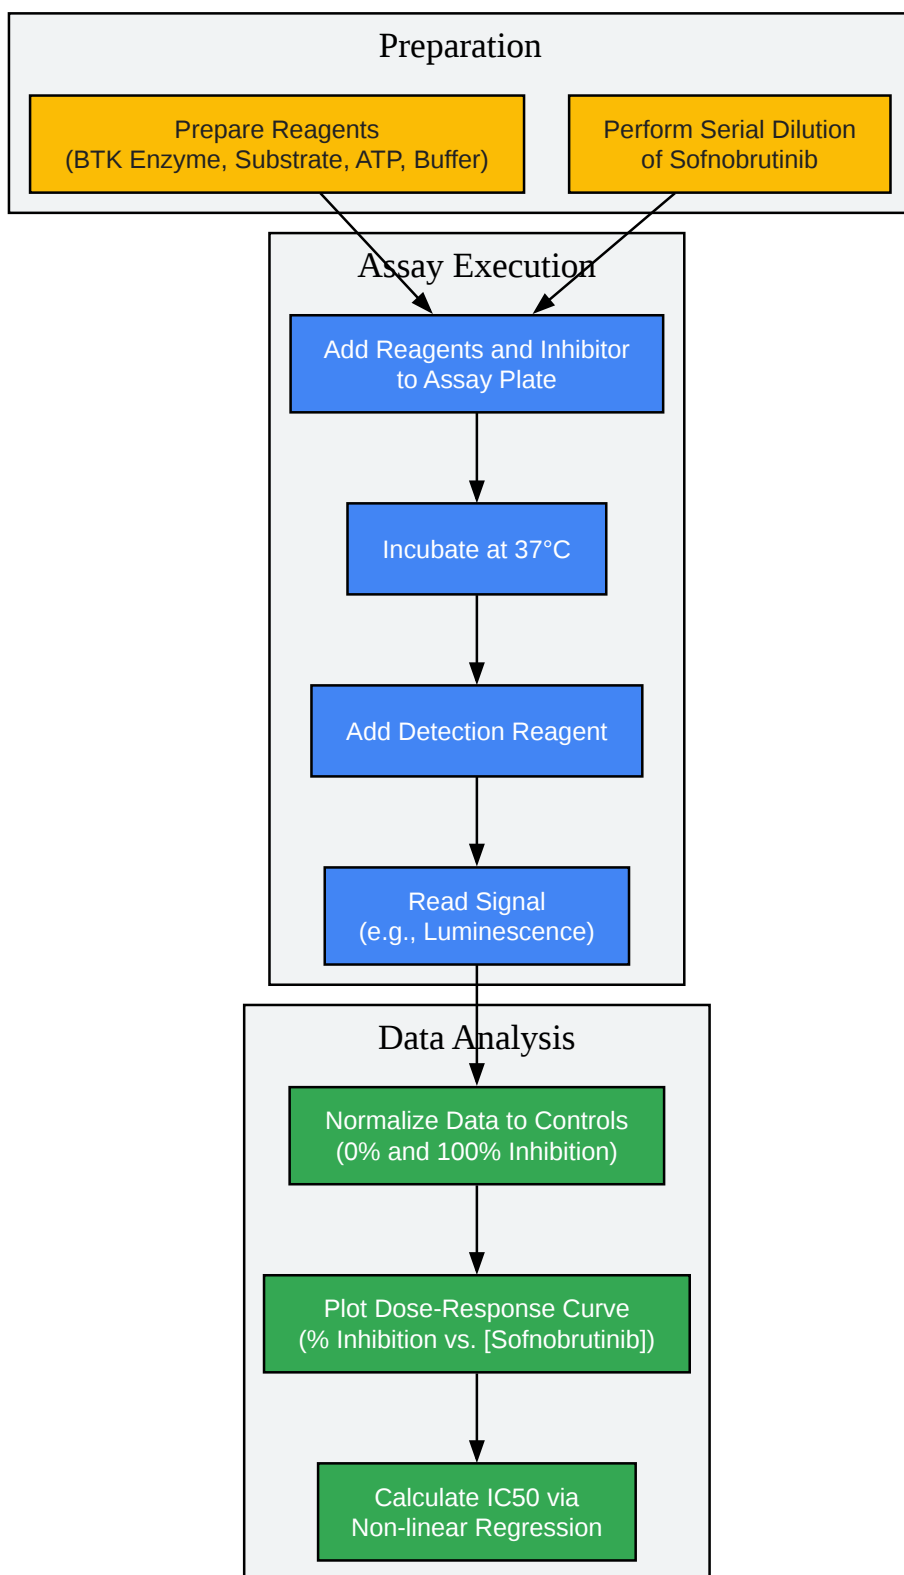 Preparation
Prepare Reagents
(BTK Enzyme, Substrate, ATP, Buffer)
Perform Serial Dilution
of Sofnobrutinib
Assay Execution
Add Reagents and Inhibitor
to Assay Plate
Incubate at 37°C
Add Detection Reagent
Read Signal
(e.g., Luminescence)
Data Analysis
Normalize Data to Controls
(0% and 100% Inhibition)
Plot Dose-Response Curve
(% Inhibition vs. [Sofnobrutinib])
Calculate IC50 via
Non-linear Regression